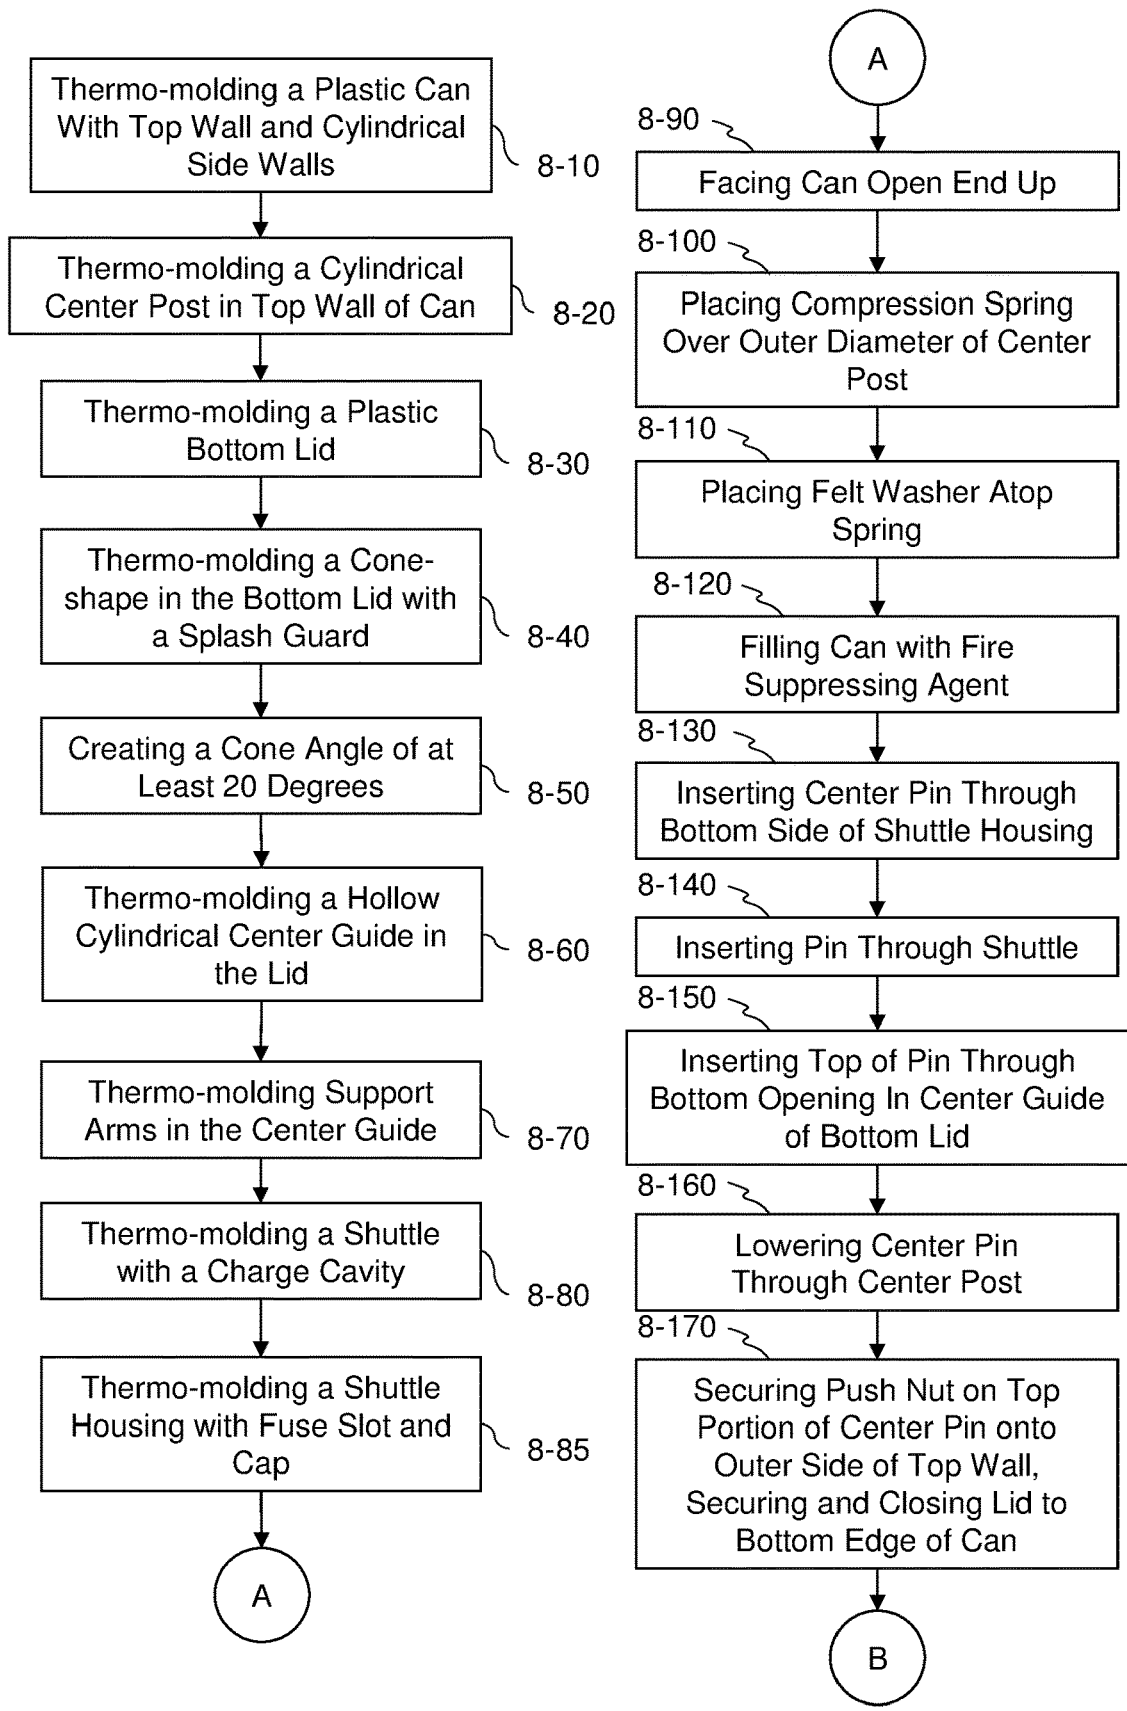 Thermo-molding a Plastic Can
With Top Wall and Cylindrical
Side Walls
8-10
Thermo-molding a Cylindrical
Center Post in Top Wall of Can
8-20
Thermo-molding a Plastic
Bottom Lid
8-30
Thermo-molding a Cone-
shape in the Bottom Lid with
a Splash Guard
8-40
Creating a Cone Angle of at
Least 20 Degrees
8-50
Thermo-molding a Hollow
Cylindrical Center Guide in
the Lid
8-60
Thermo-molding Support
Arms in the Center Guide
8-70
Thermo-molding a Shuttle
with a Charge Cavity
8-80
Thermo-molding a Shuttle
Housing with Fuse Slot and
Cap
8-85
A
A
8-90
Facing Can Open End Up
8-100
Placing Compression Spring
Over Outer Diameter of Center
Post
8-110
Placing Felt Washer Atop
Spring
8-120
Filling Can with Fire
Suppressing Agent
8-130
Inserting Center Pin Through
Bottom Side of Shuttle Housing
8-140
Inserting Pin Through Shuttle
8-150
Inserting Top of Pin Through
Bottom Opening In Center Guide
of Bottom Lid
8-160
Lowering Center Pin
Through Center Post
8-170
Securing Push Nut on Top
Portion of Center Pin onto
Outer Side of Top Wall,
Securing and Closing Lid to
Bottom Edge of Can
B